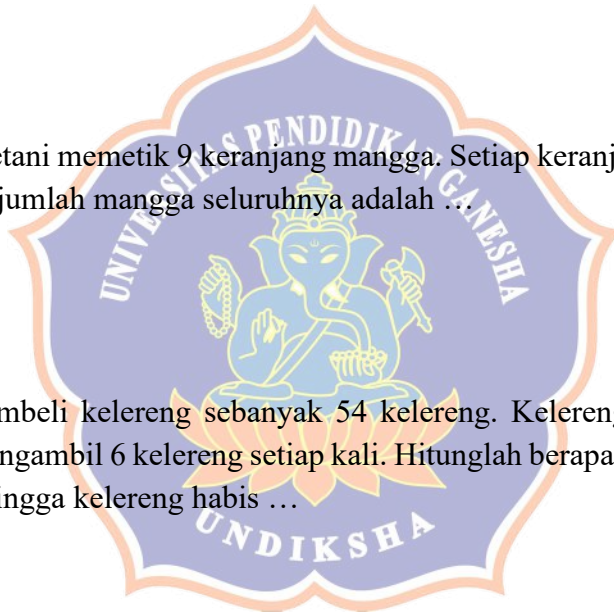 UNIVERSITAS PENDIDIKAN GANESHA
etani memetik 9 keranjang mangga. Setiap keranj
jumlah mangga seluruhnya adalah …
mbeli kelereng sebanyak 54 kelereng. Kelereng
ngambil 6 kelereng setiap kali. Hitunglah berapa
ingga kelereng habis …
UNDIKSHA